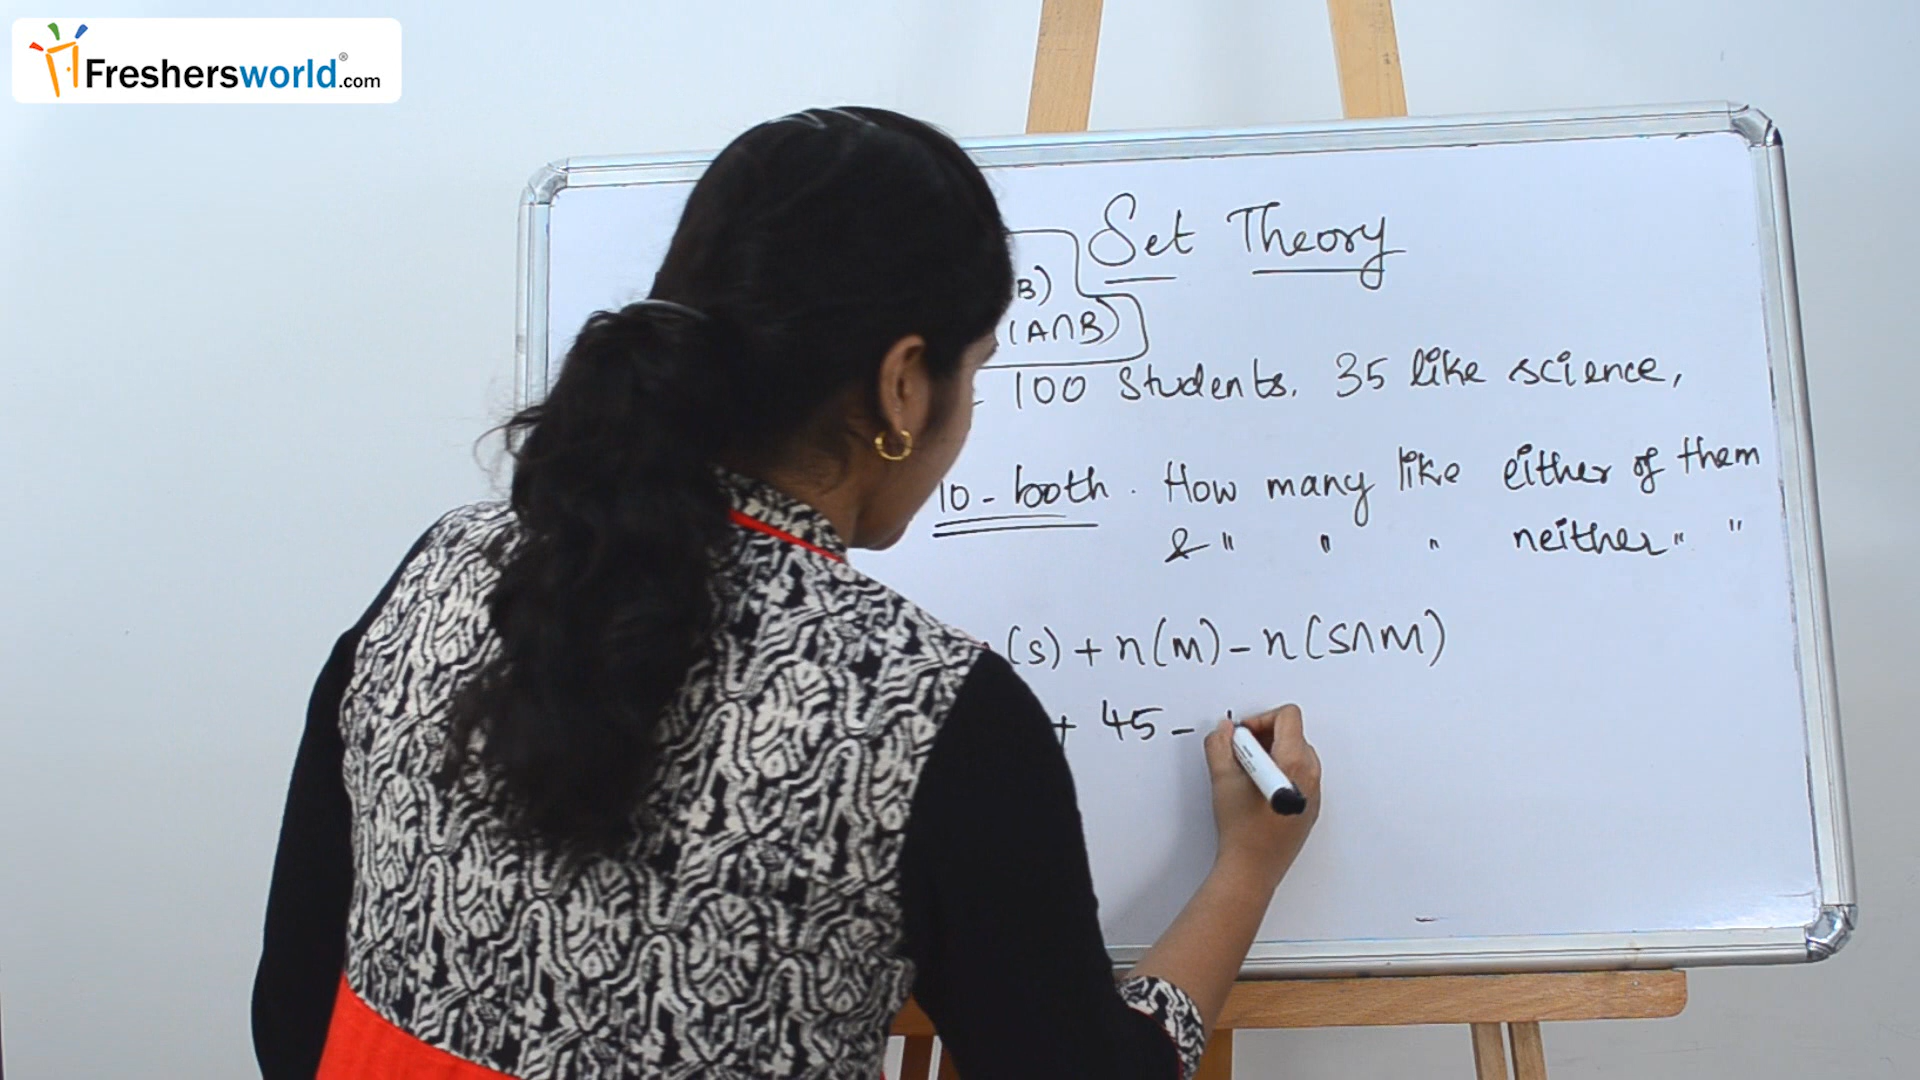 Freshersworld®.com
Set Theory
B)
(A∩B)
100 Students. 35 like science,
10 - both. How many like either of them
& " " " neither " "
(s) + n(m) - n(S∩M)
+ 45 -